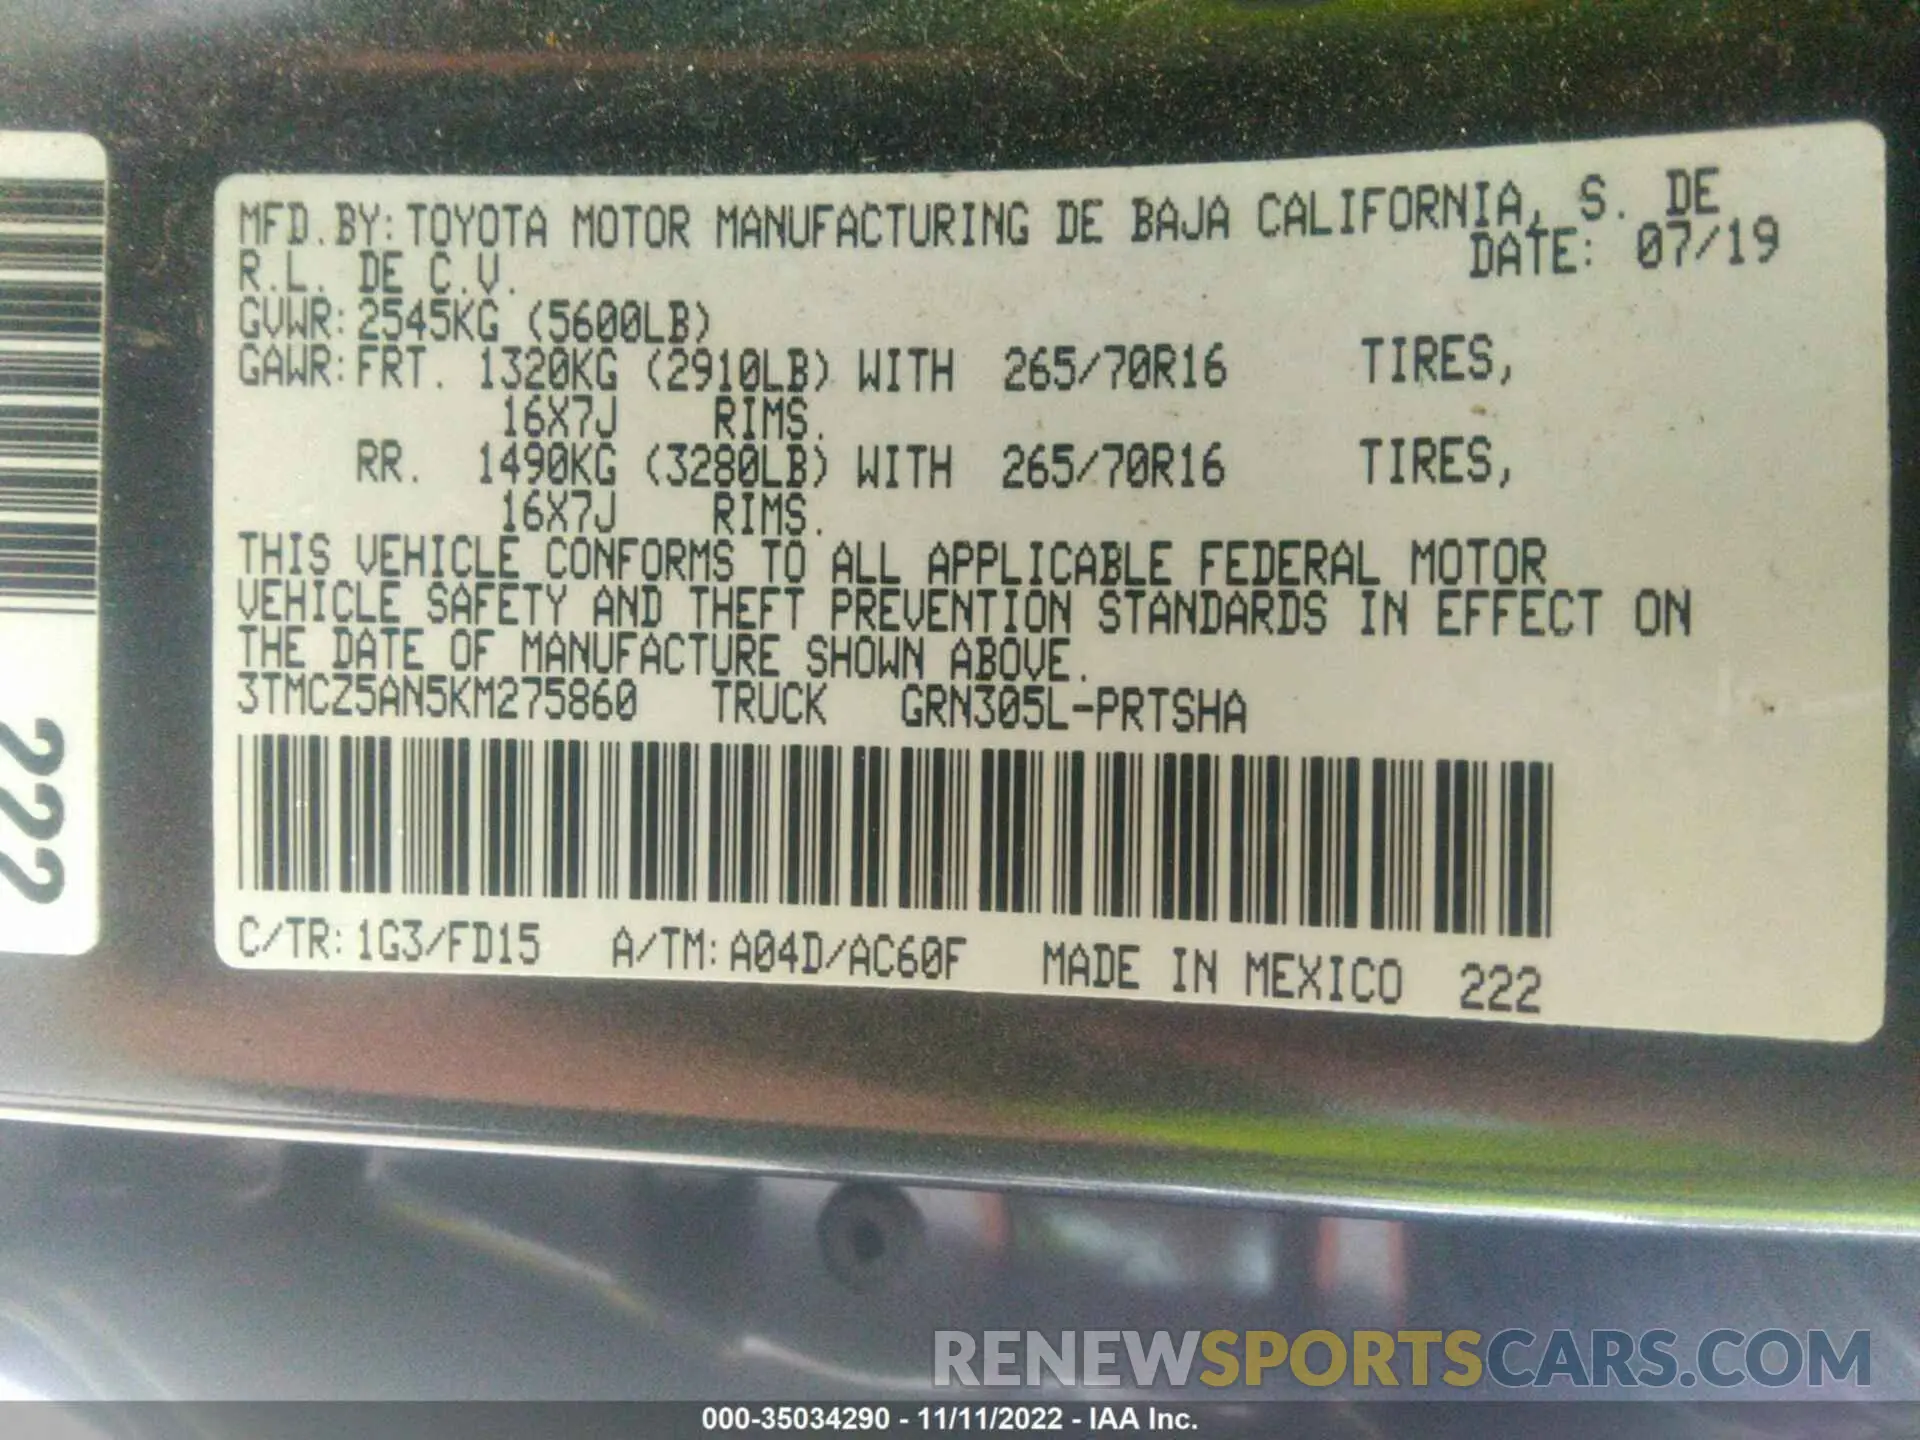 MFD.BY: TOYOTA MOTOR MANUFACTURING DE BAJA CALIFORNIA, S. DE
R.L. DE C.V. DATE: 07/19
GVWR: 2545KG (5600LB)
GAWR: FRT. 1320KG (2910LB) WITH 265/70R16 TIRES,
16X7J RIMS.
RR. 1490KG (3280LB) WITH 265/70R16 TIRES,
16X7J RIMS.
THIS VEHICLE CONFORMS TO ALL APPLICABLE FEDERAL MOTOR
VEHICLE SAFETY AND THEFT PREVENTION STANDARDS IN EFFECT ON
THE DATE OF MANUFACTURE SHOWN ABOVE.
3TMCZ5AN5KM275860 TRUCK GRN305L-PRTSHA
C/TR: 1G3/FD15 A/TM: A04D/AC60F MADE IN MEXICO 222
222
RENEWSPORTSCARS.COM
000-35034290 - 11/11/2022 - IAA Inc.